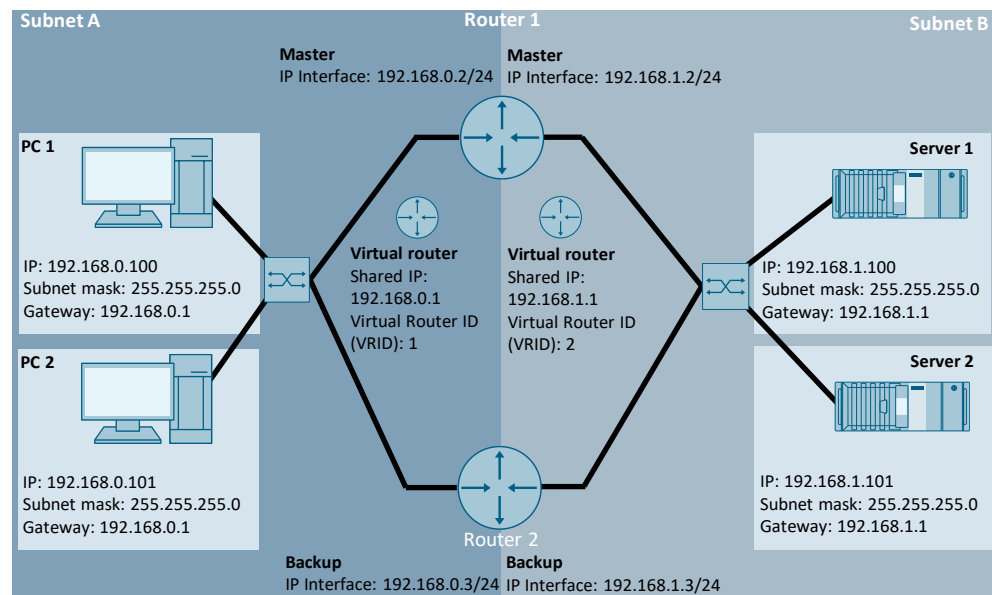 Subnet A
Router 1
Subnet B
Master
IP Interface: 192.168.0.2/24
Master
IP Interface: 192.168.1.2/24
PC 1
IP: 192.168.0.100
Subnet mask: 255.255.255.0
Gateway: 192.168.0.1
Virtual router
Shared IP:
192.168.0.1
Virtual Router ID
(VRID): 1
Virtual router
Shared IP:
192.168.1.1
Virtual Router ID
(VRID): 2
Server 1
IP: 192.168.1.100
Subnet mask: 255.255.255.0
Gateway: 192.168.1.1
PC 2
IP: 192.168.0.101
Subnet mask: 255.255.255.0
Gateway: 192.168.0.1
Server 2
IP: 192.168.1.101
Subnet mask: 255.255.255.0
Gateway: 192.168.1.1
Router 2
Backup
IP Interface: 192.168.0.3/24
Backup
IP Interface: 192.168.1.3/24